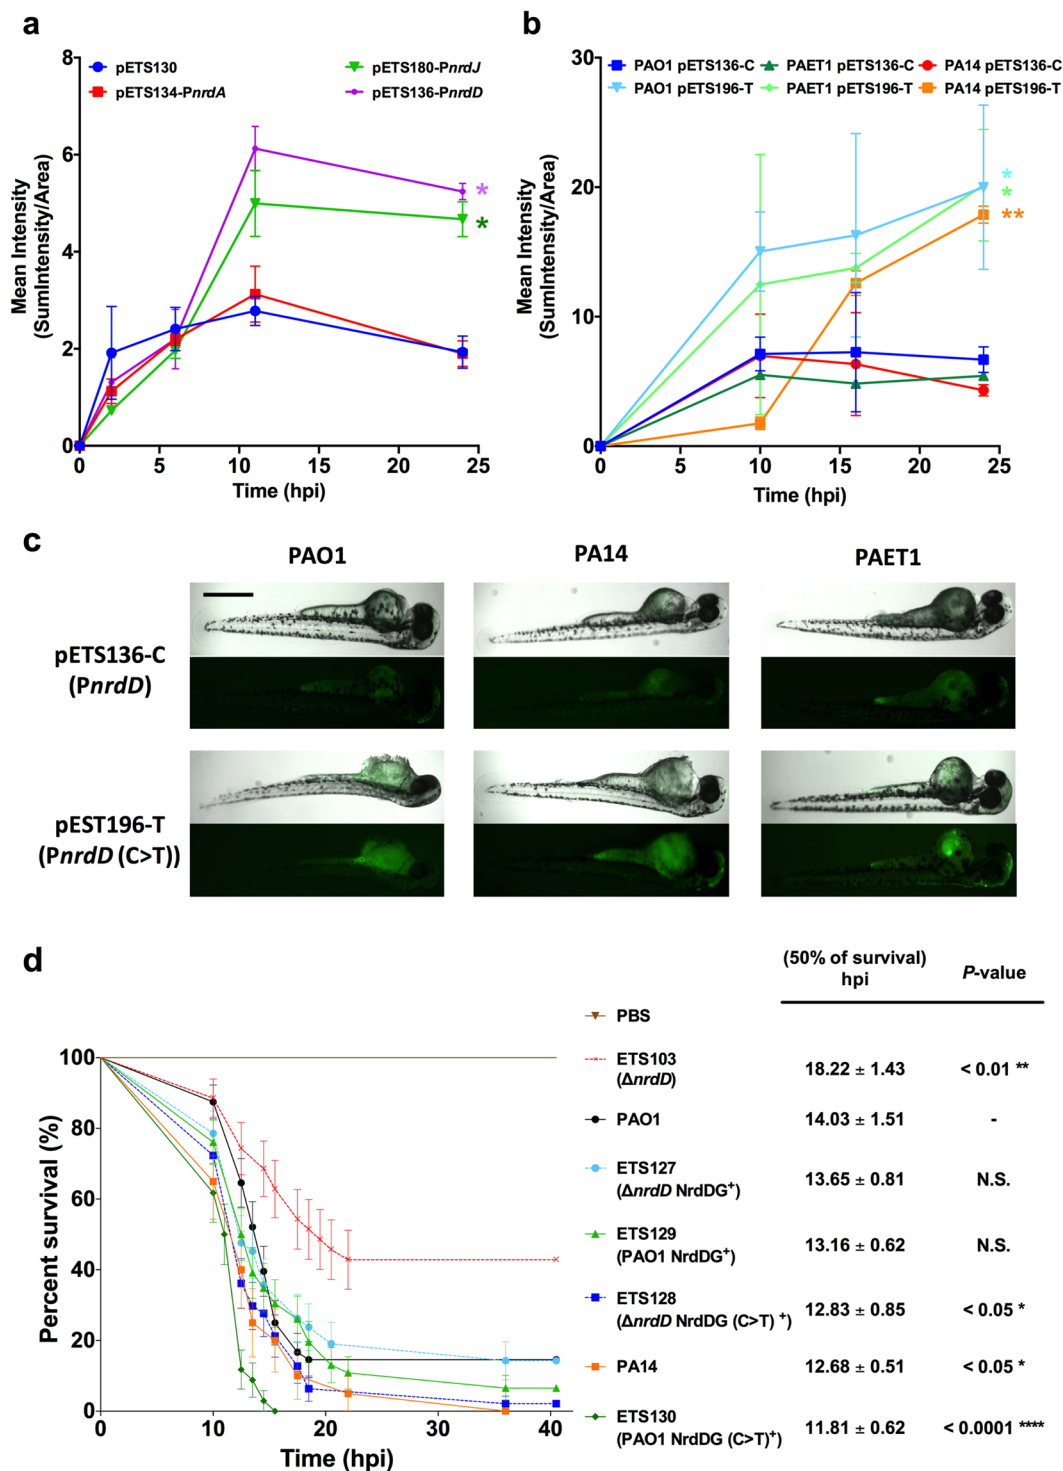 a
8
6
4
2
0
Mean Intensity
(SumIntensity/Area)
pETS130
pETS134-PnrdA
pETS180-PnrdJ
pETS136-PnrdD
*
*
0 5 10 15 20 25
Time (hpi)
b
30
20
10
0
Mean Intensity
(SumIntensity/Area)
PAO1 pETS136-C PAET1 pETS136-C PA14 pETS136-C
PAO1 pETS196-T PAET1 pETS196-T PA14 pETS196-T
*
*
**
0 5 10 15 20 25
Time (hpi)
c
PAO1 PA14 PAET1
pETS136-C
(PnrdD)
pEST196-T
(PnrdD (C>T))
d
100
80
60
40
20
0
Percent survival (%)
0 10 20 30 40
Time (hpi)
(50% of survival)
hpi
P-value
PBS
ETS103
(ΔnrdD)
18.22 ± 1.43 < 0.01 **
PAO1 14.03 ± 1.51 -
ETS127
(ΔnrdD NrdDG+)
13.65 ± 0.81 N.S.
ETS129
(PAO1 NrdDG+)
13.16 ± 0.62 N.S.
ETS128
(ΔnrdD NrdDG (C>T) +)
12.83 ± 0.85 < 0.05 *
PA14 12.68 ± 0.51 < 0.05 *
ETS130
(PAO1 NrdDG (C>T)+)
11.81 ± 0.62 < 0.0001 ****